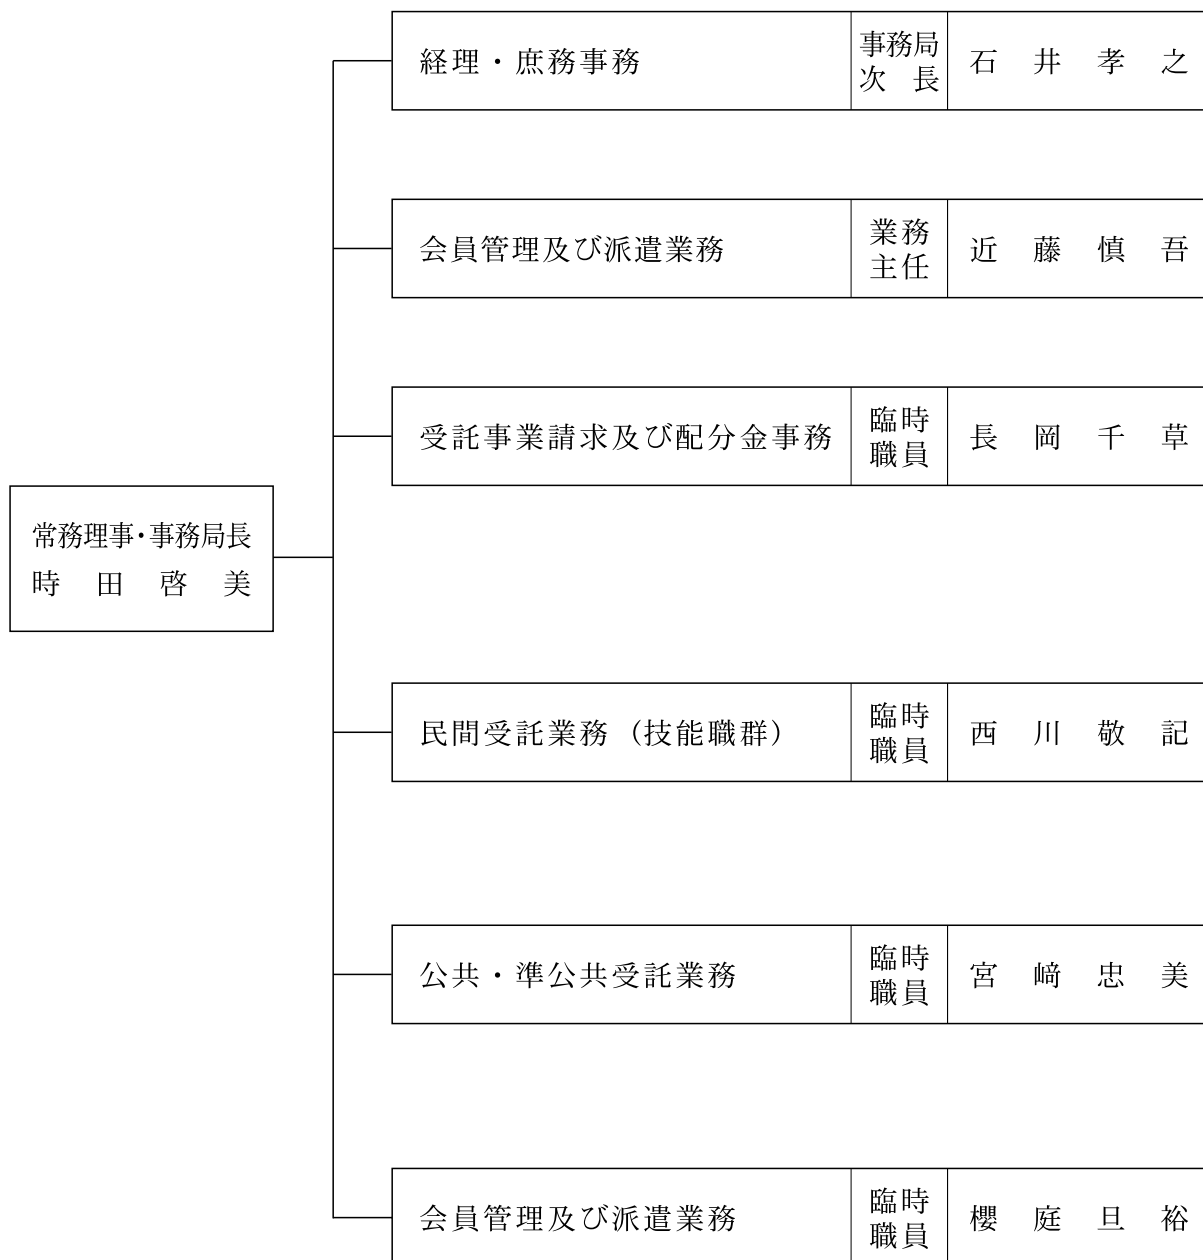 経理・庶務事務
事務局
次長
石井孝之
会員管理及び派遣業務
業務
主任
近藤慎吾
受託事業請求及び配分金事務
臨時
職員
長岡千草
常務理事・事務局長
時田啓美
民間受託業務（技能職群）
臨時
職員
西川敬記
公共・準公共受託業務
臨時
職員
宮﨑忠美
会員管理及び派遣業務
臨時
職員
櫻庭旦裕